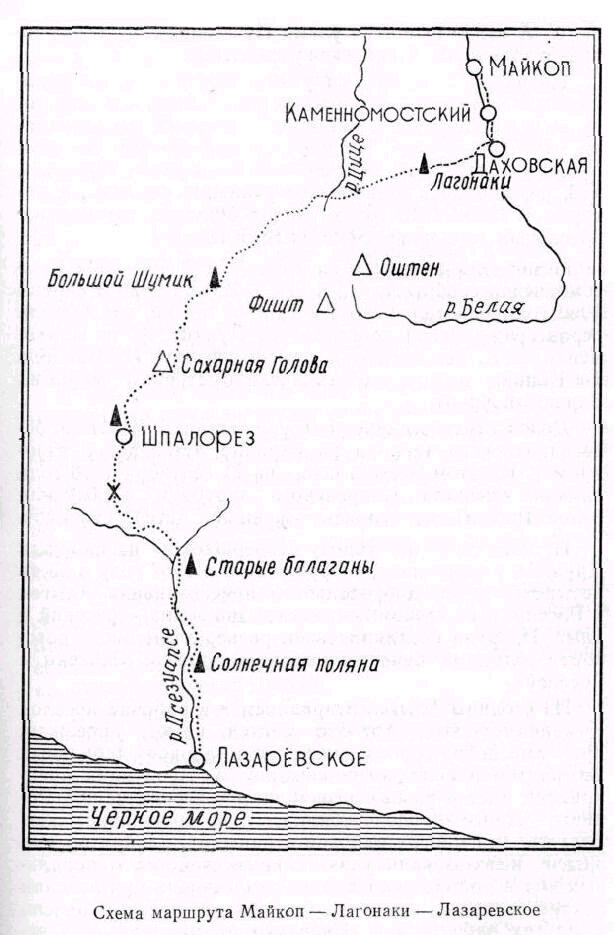 Майкоп
Каменномостский
Даховская
р. Цице
Лагонаки
Большой Шумик
Оштен
Фишт
р. Белая
Сахарная Голова
Шпалорез
Старые балаганы
р. Псезуапсе
Солнечная поляна
Лазаревское
Черное море
Схема маршрута Майкоп — Лагонаки — Лазаревское